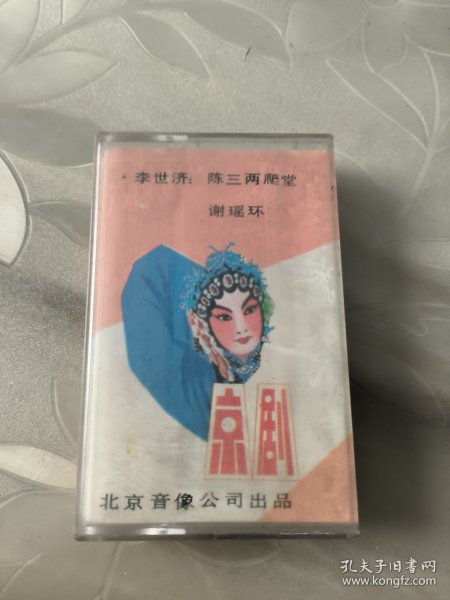 ·李世济：陈三两爬堂
谢瑶环
京剧
北京音像公司出品
孔夫子旧书网
www.kongfz.com